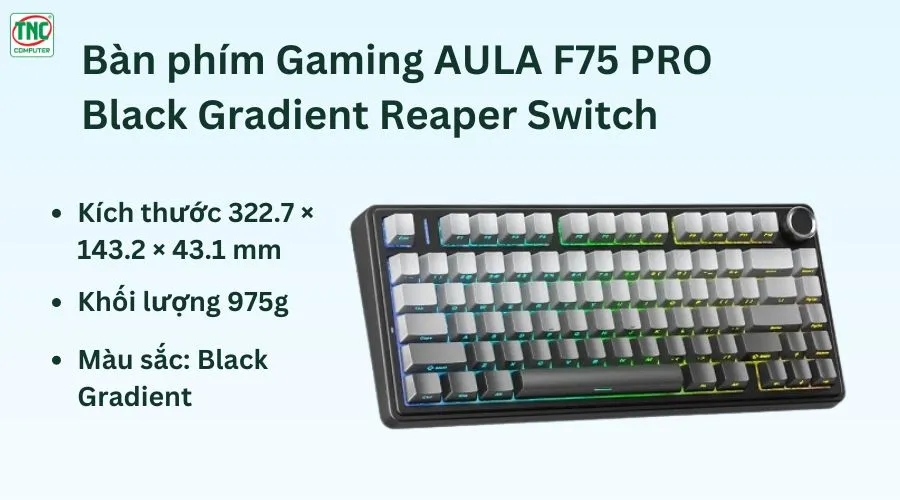 TNC
COMPUTER
Bàn phím Gaming AULA F75 PRO
Black Gradient Reaper Switch
• Kích thước 322.7 ×
143.2 × 43.1 mm
• Khối lượng 975g
• Màu sắc: Black
Gradient